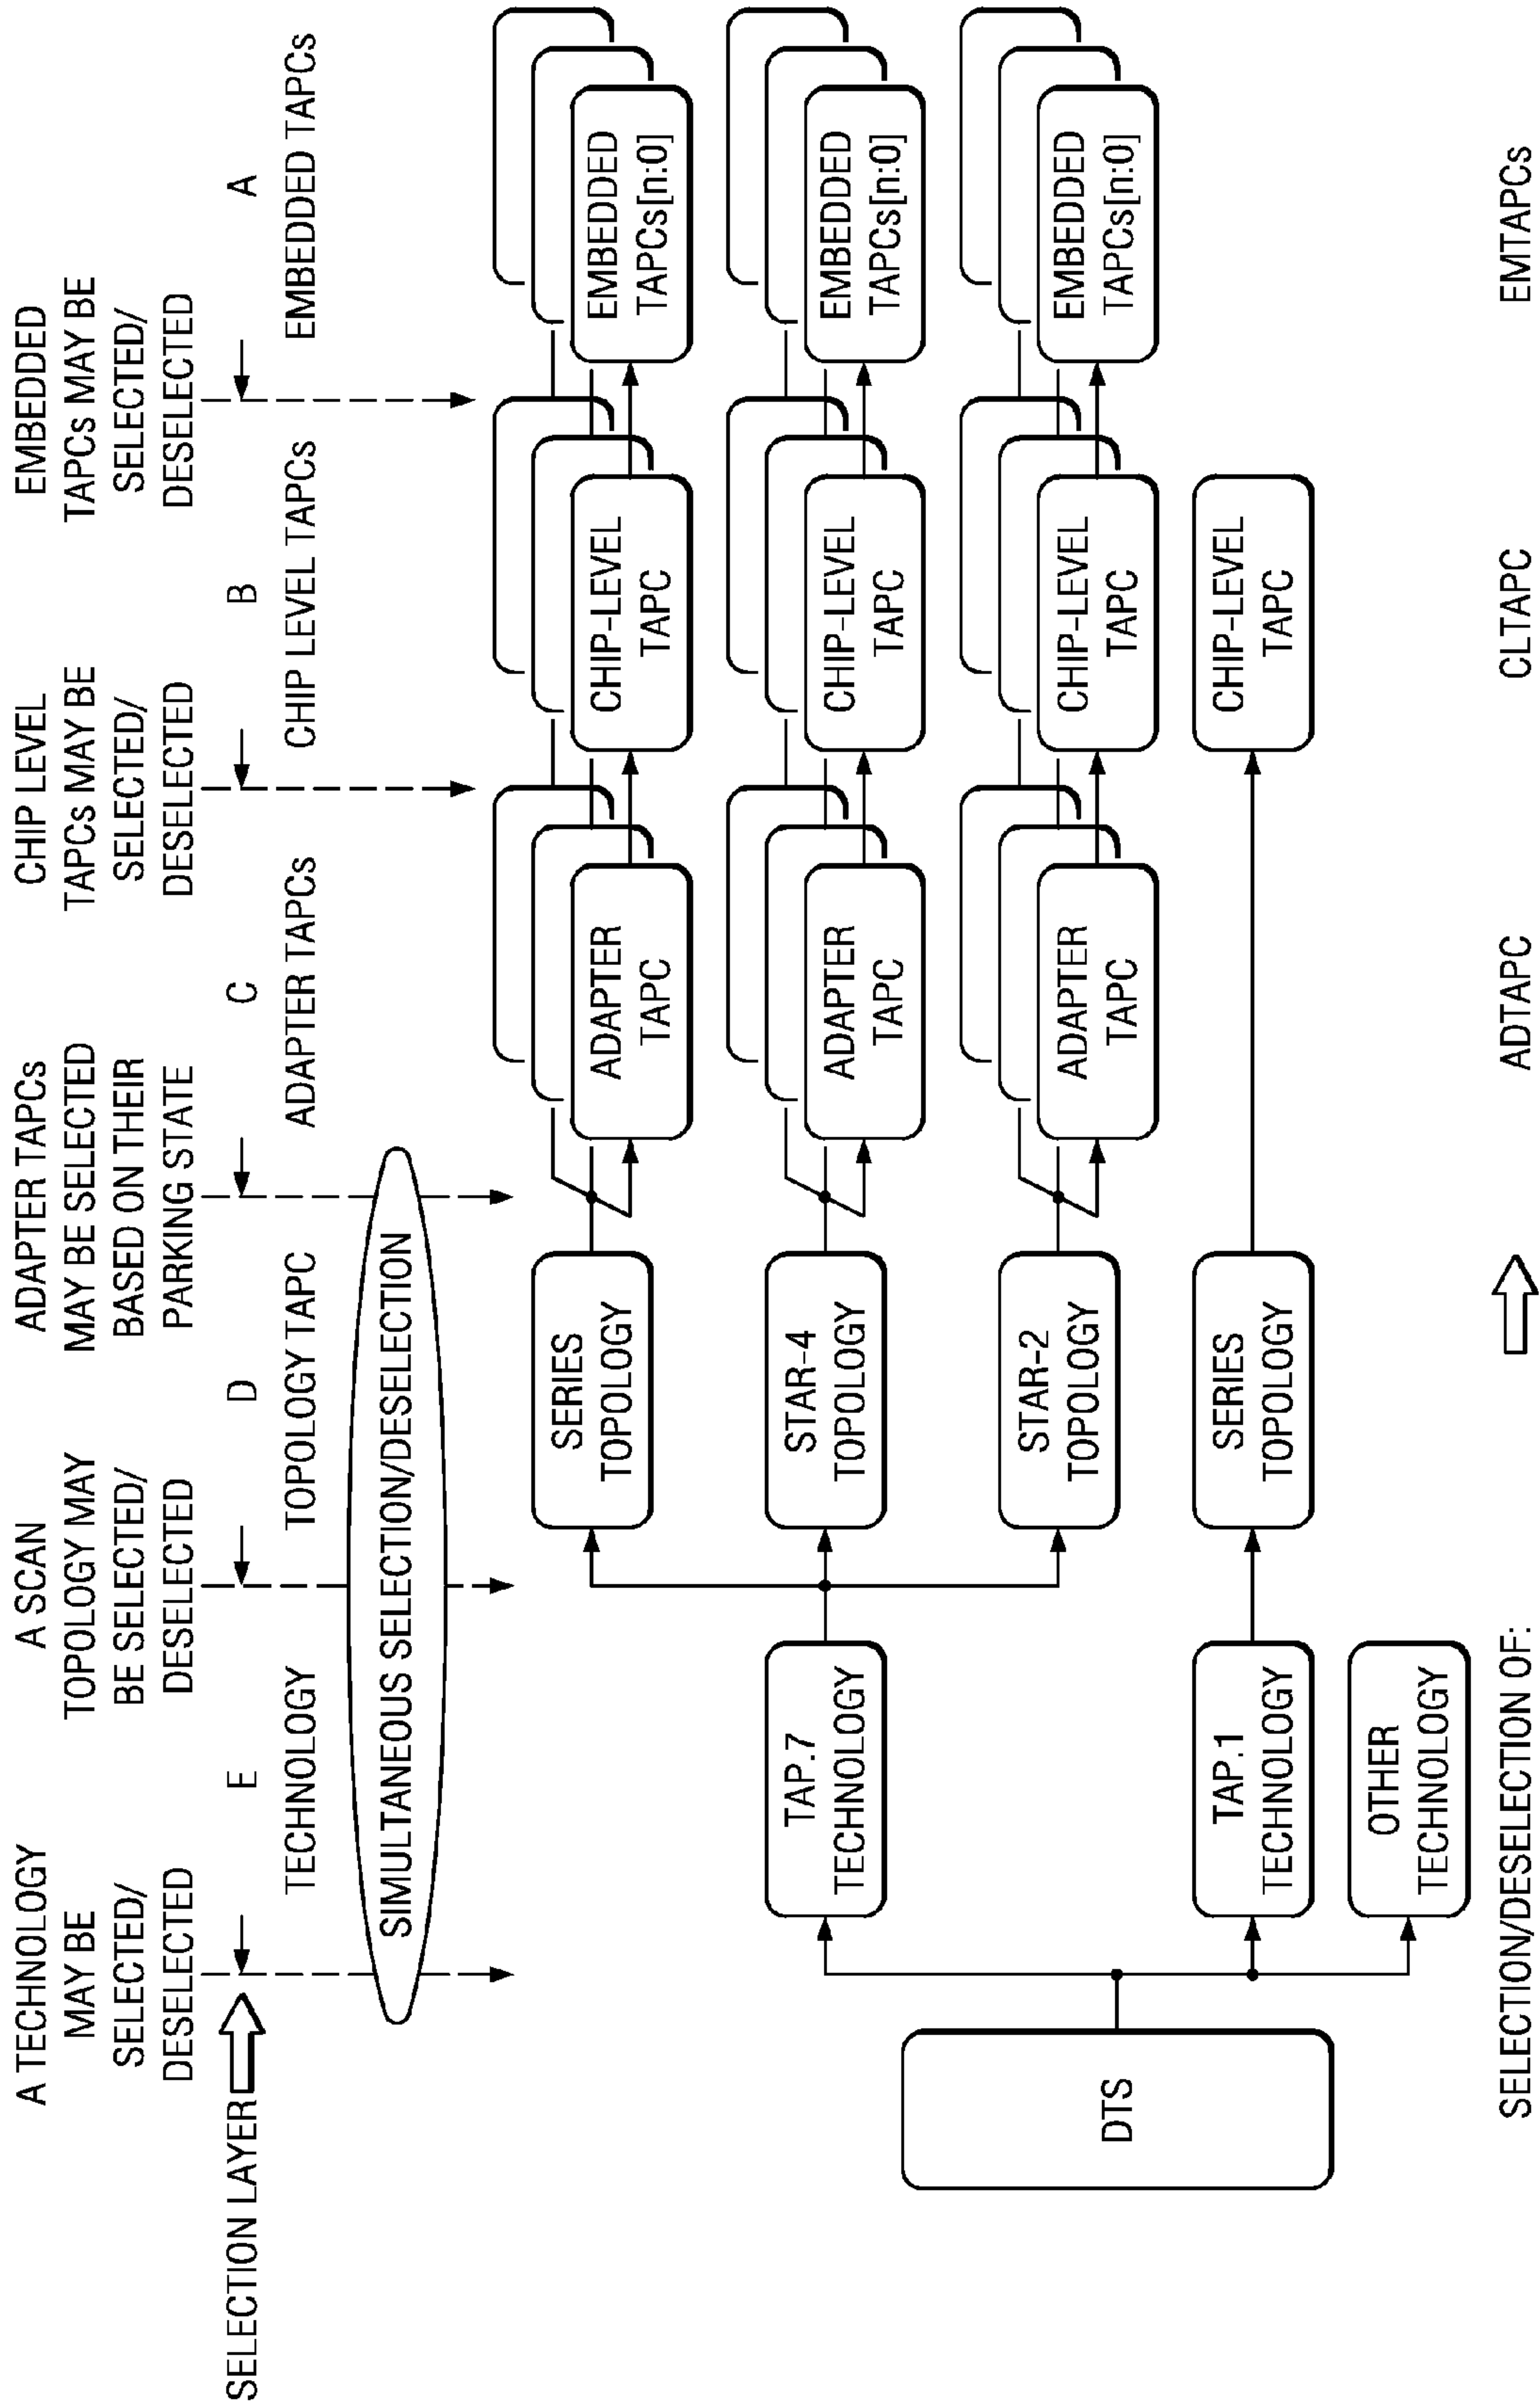 A TECHNOLOGY
MAY BE
SELECTED/
DESELECTED
A SCAN
TOPOLOGY MAY
BE SELECTED/
DESELECTED
ADAPTER TAPCs
MAY BE SELECTED
BASED ON THEIR
PARKING STATE
CHIP LEVEL
TAPCs MAY BE
SELECTED/
DESELECTED
EMBEDDED
TAPCs MAY BE
SELECTED/
DESELECTED
SELECTION LAYER
E
D
C
B
A
TECHNOLOGY
TOPOLOGY TAPC
ADAPTER TAPCs
CHIP LEVEL TAPCs
EMBEDDED TAPCs
SIMULTANEOUS SELECTION/DESELECTION
SERIES
TOPOLOGY
ADAPTER
TAPC
CHIP-LEVEL
TAPC
EMBEDDED
TAPCs[n:0]
TAP.7
TECHNOLOGY
STAR-4
TOPOLOGY
ADAPTER
TAPC
CHIP-LEVEL
TAPC
EMBEDDED
TAPCs[n:0]
STAR-2
TOPOLOGY
ADAPTER
TAPC
CHIP-LEVEL
TAPC
EMBEDDED
TAPCs[n:0]
DTS
TAP.1
TECHNOLOGY
SERIES
TOPOLOGY
CHIP-LEVEL
TAPC
OTHER
TECHNOLOGY
SELECTION/DESELECTION OF:
ADTAPC
CLTAPC
EMTAPCs